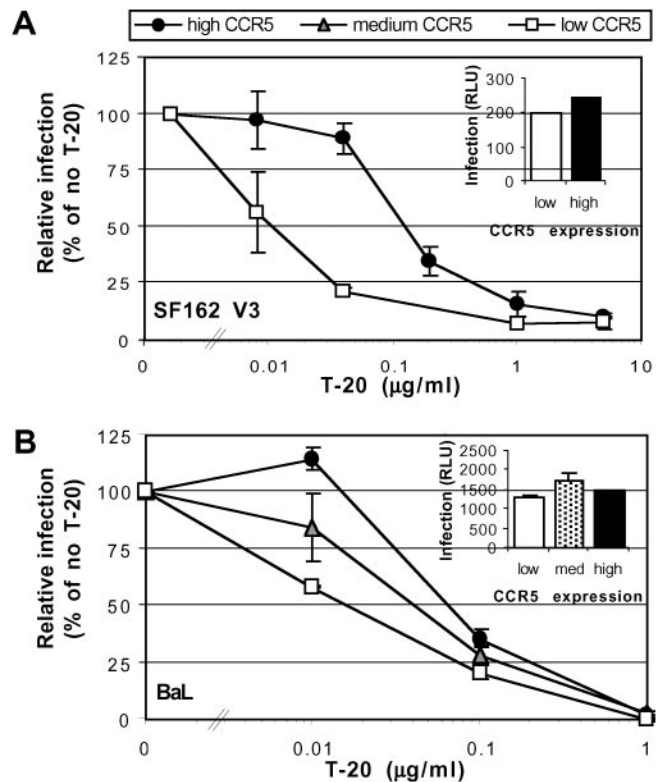 A
high CCR5 medium CCR5 low CCR5
Relative infection
(% of no T-20)
125
100
75
50
25
0
SF162 V3
0 0.01 0.1 1 10
T-20 (µg/ml)
Infection (RLU)
300
200
100
0
low high
CCR5 expression
B
Relative infection
(% of no T-20)
125
100
75
50
25
0
BaL
0 0.01 0.1 1
T-20 (µg/ml)
Infection (RLU)
2500
2000
1500
1000
500
0
low med high
CCR5 expression